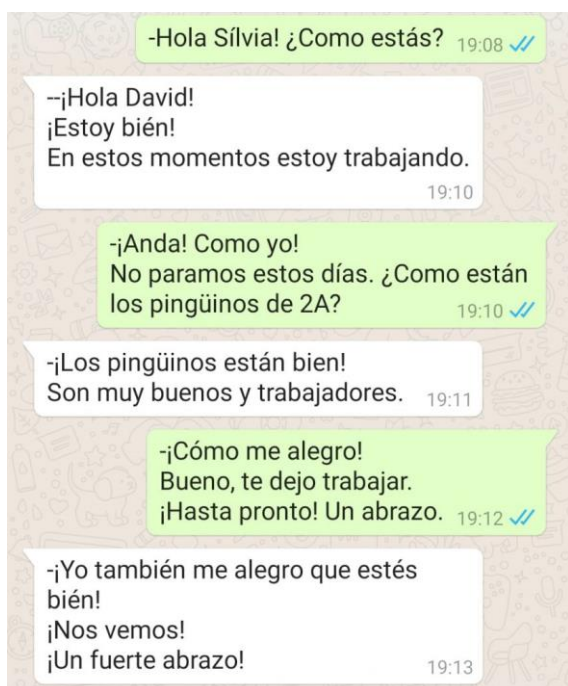 -Hola Sílvia! ¿Como estás? 19:08
--¡Hola David!
¡Estoy bién!
En estos momentos estoy trabajando.
19:10
-¡Anda! Como yo!
No paramos estos días. ¿Como están
los pingüinos de 2A? 19:10
-¡Los pingüinos están bien!
Son muy buenos y trabajadores. 19:11
-¡Cómo me alegro!
Bueno, te dejo trabajar.
¡Hasta pronto! Un abrazo. 19:12
-¡Yo también me alegro que estés
bién!
¡Nos vemos!
¡Un fuerte abrazo! 19:13